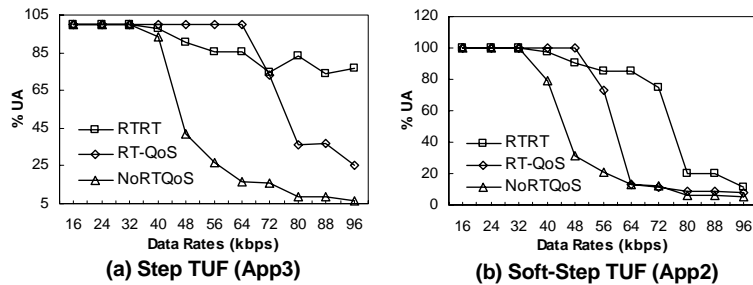 105
85
65
45
25
5
% UA
RTRT
RT-QoS
NoRTQoS
16 24 32 40 48 56 64 72 80 88 96
Data Rates (kbps)
(a) Step TUF (App3)
120
100
80
60
40
20
0
% UA
RTRT
RT-QoS
NoRTQoS
16 24 32 40 48 56 64 72 80 88 96
Data Rates (kbps)
(b) Soft-Step TUF (App2)